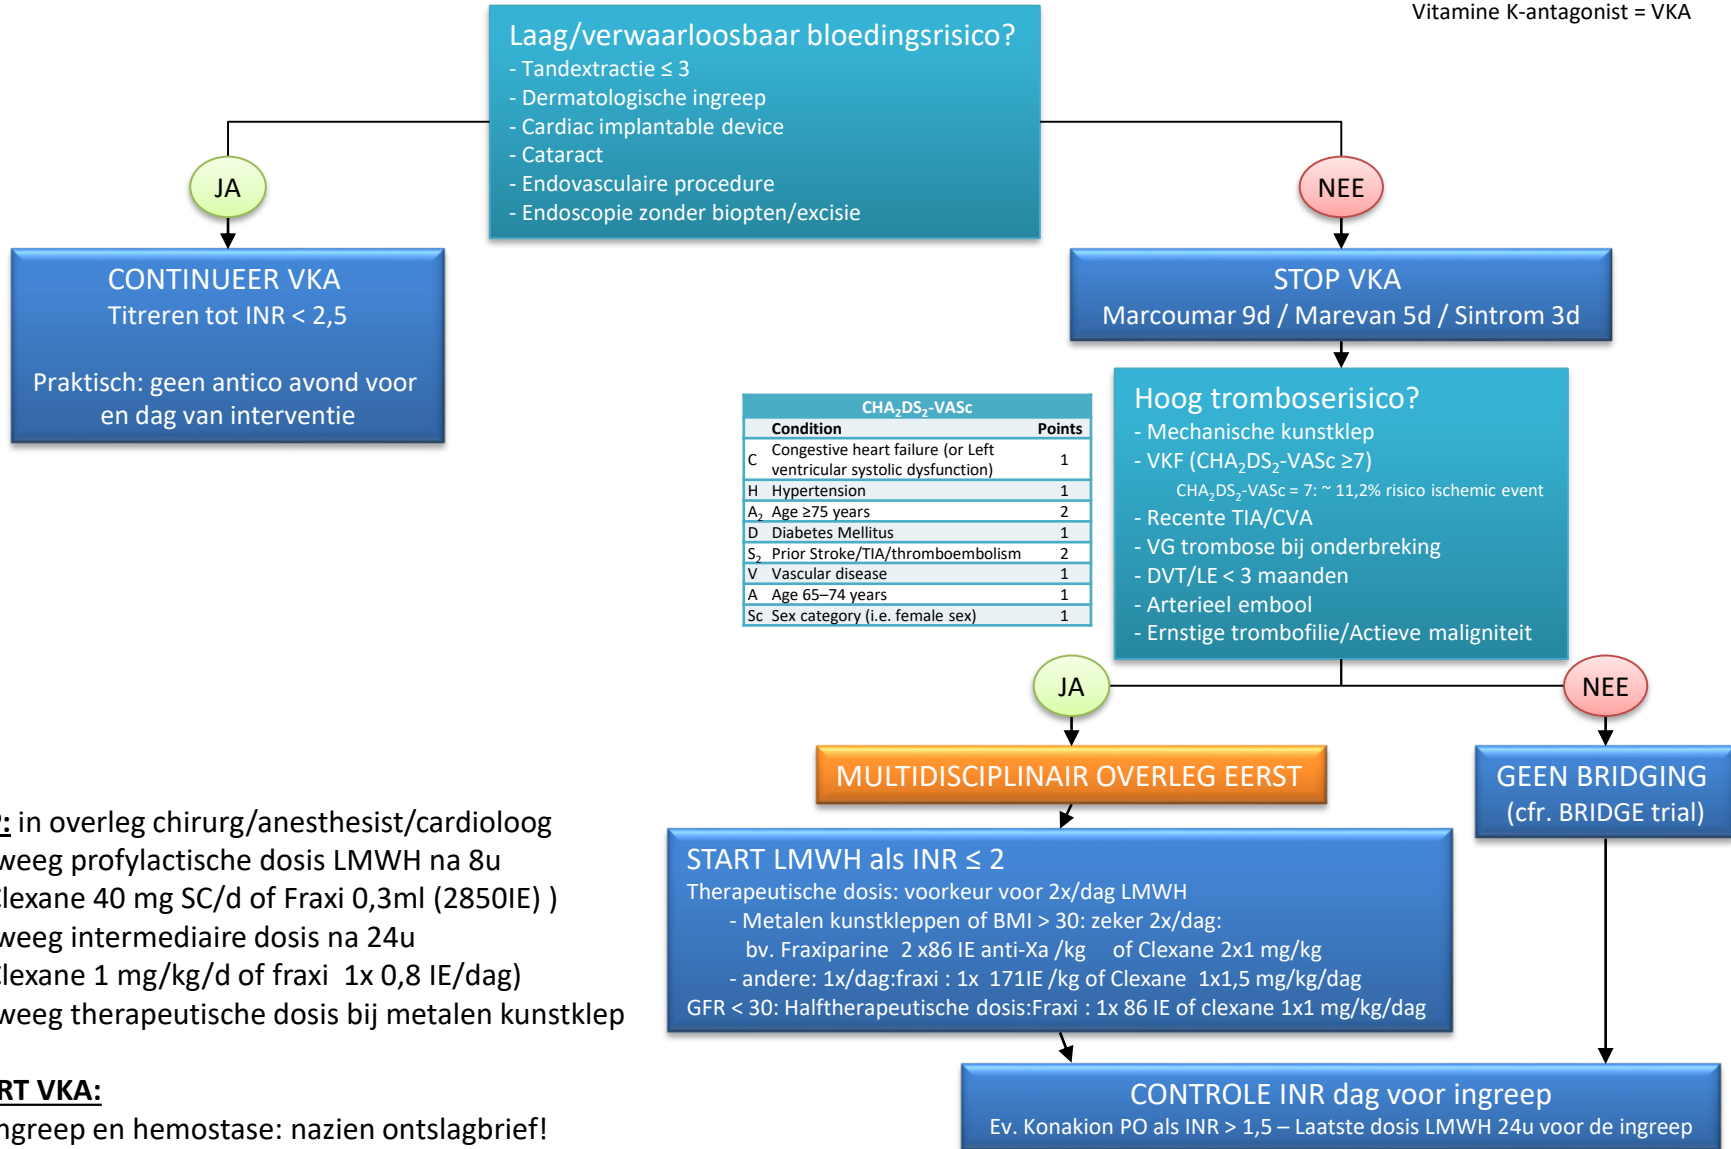 Vitamine K-antagonist = VKA
Laag/verwaarloosbaar bloedingsrisico?
- Tandextractie ≤ 3
- Dermatologische ingreep
- Cardiac implantable device
- Cataract
- Endovasculaire procedure
- Endoscopie zonder biopten/excisie
JA
NEE
CONTINUEER VKA
Titreren tot INR < 2,5
Praktisch: geen antico avond voor
en dag van interventie
STOP VKA
Marcoumar 9d / Marevan 5d / Sintrom 3d
CHA₂DS₂-VASc
Condition Points
C Congestive heart failure (or Left
ventricular systolic dysfunction) 1
H Hypertension 1
A₂ Age ≥75 years 2
D Diabetes Mellitus 1
S₂ Prior Stroke/TIA/thromboembolism 2
V Vascular disease 1
A Age 65–74 years 1
Sc Sex category (i.e. female sex) 1
Hoog tromboserisico?
- Mechanische kunstklep
- VKF (CHA₂DS₂-VASc ≥7)
CHA₂DS₂-VASc = 7: ~ 11,2% risico ischemic event
- Recente TIA/CVA
- VG trombose bij onderbreking
- DVT/LE < 3 maanden
- Arterieel embool
- Ernstige trombofilie/Actieve maligniteit
JA
NEE
MULTIDISCIPLINAIR OVERLEG EERST
GEEN BRIDGING
(cfr. BRIDGE trial)
START LMWH als INR ≤ 2
Therapeutische dosis: voorkeur voor 2x/dag LMWH
- Metalen kunstkleppen of BMI > 30: zeker 2x/dag:
bv. Fraxiparine 2 x86 IE anti-Xa /kg of Clexane 2x1 mg/kg
- andere: 1x/dag:fraxi : 1x 171IE /kg of Clexane 1x1,5 mg/kg/dag
GFR < 30: Halftherapeutische dosis:Fraxi : 1x 86 IE of clexane 1x1 mg/kg/dag
in overleg chirurg/anesthesist/cardioloog
weeg profylactische dosis LMWH na 8u
Clexane 40 mg SC/d of Fraxi 0,3ml (2850IE) )
weeg intermediaire dosis na 24u
Clexane 1 mg/kg/d of fraxi 1x 0,8 IE/dag)
weeg therapeutische dosis bij metalen kunstklep
RT VKA:
ngreep en hemostase: nazien ontslagbrief!
CONTROLE INR dag voor ingreep
Ev. Konakion PO als INR > 1,5 – Laatste dosis LMWH 24u voor de ingreep